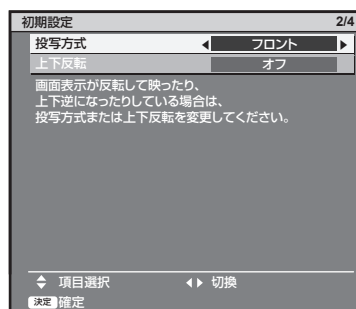 初期設定 2/4
投写方式 フロント
上下反転 オフ
画面表示が反転して映ったり、
上下逆になったりしている場合は、
投写方式または上下反転を変更してください。
項目選択 切換
決定 確定